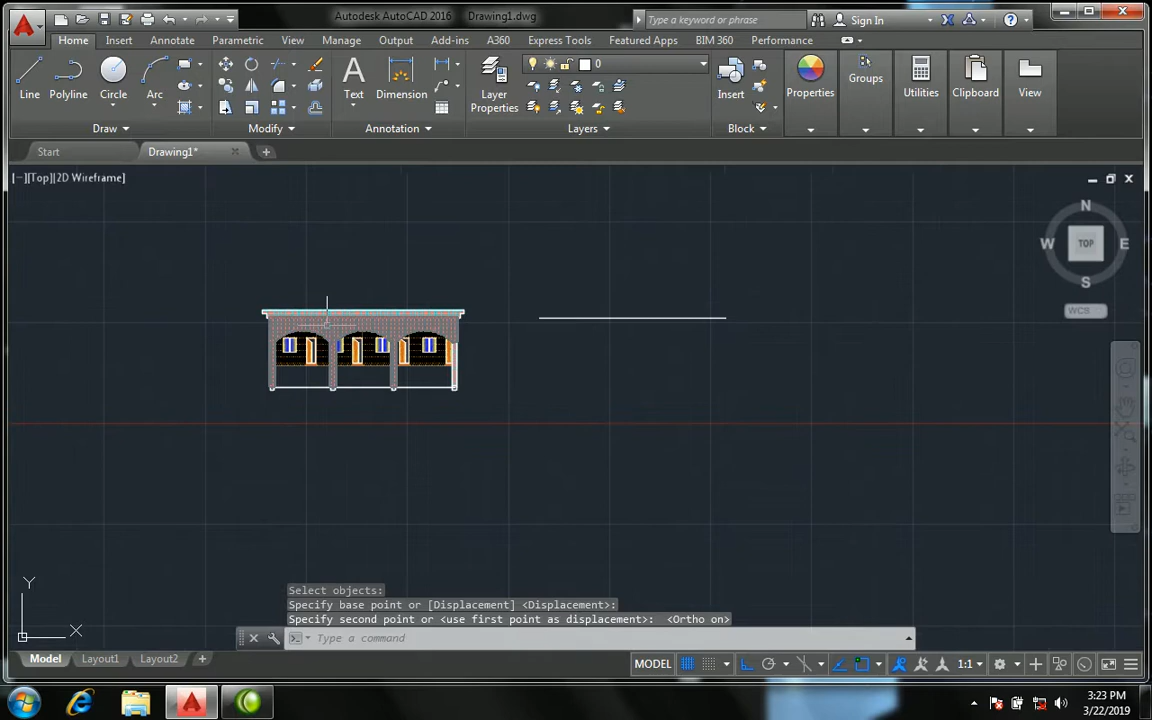 Autodesk AutoCAD 2016 Drawing1.dwg
Type a keyword or phrase
Sign In
Home Insert Annotate Parametric View Manage Output Add-ins A360 Express Tools Featured Apps BIM 360 Performance
0
Line Polyline Circle Arc
Text Dimension
Layer Properties
Insert
Properties Groups Utilities Clipboard View
Draw Modify Annotation Layers Block
Start Drawing1*
[−][Top][2D Wireframe]
N
W TOP E
S
WCS
Y
X
Select objects:
Specify base point or [Displacement] <Displacement>:
Specify second point or <use first point as displacement>: <Ortho on>
Type a command
Model Layout1 Layout2
MODEL 1:1
3:23 PM
3/22/2019